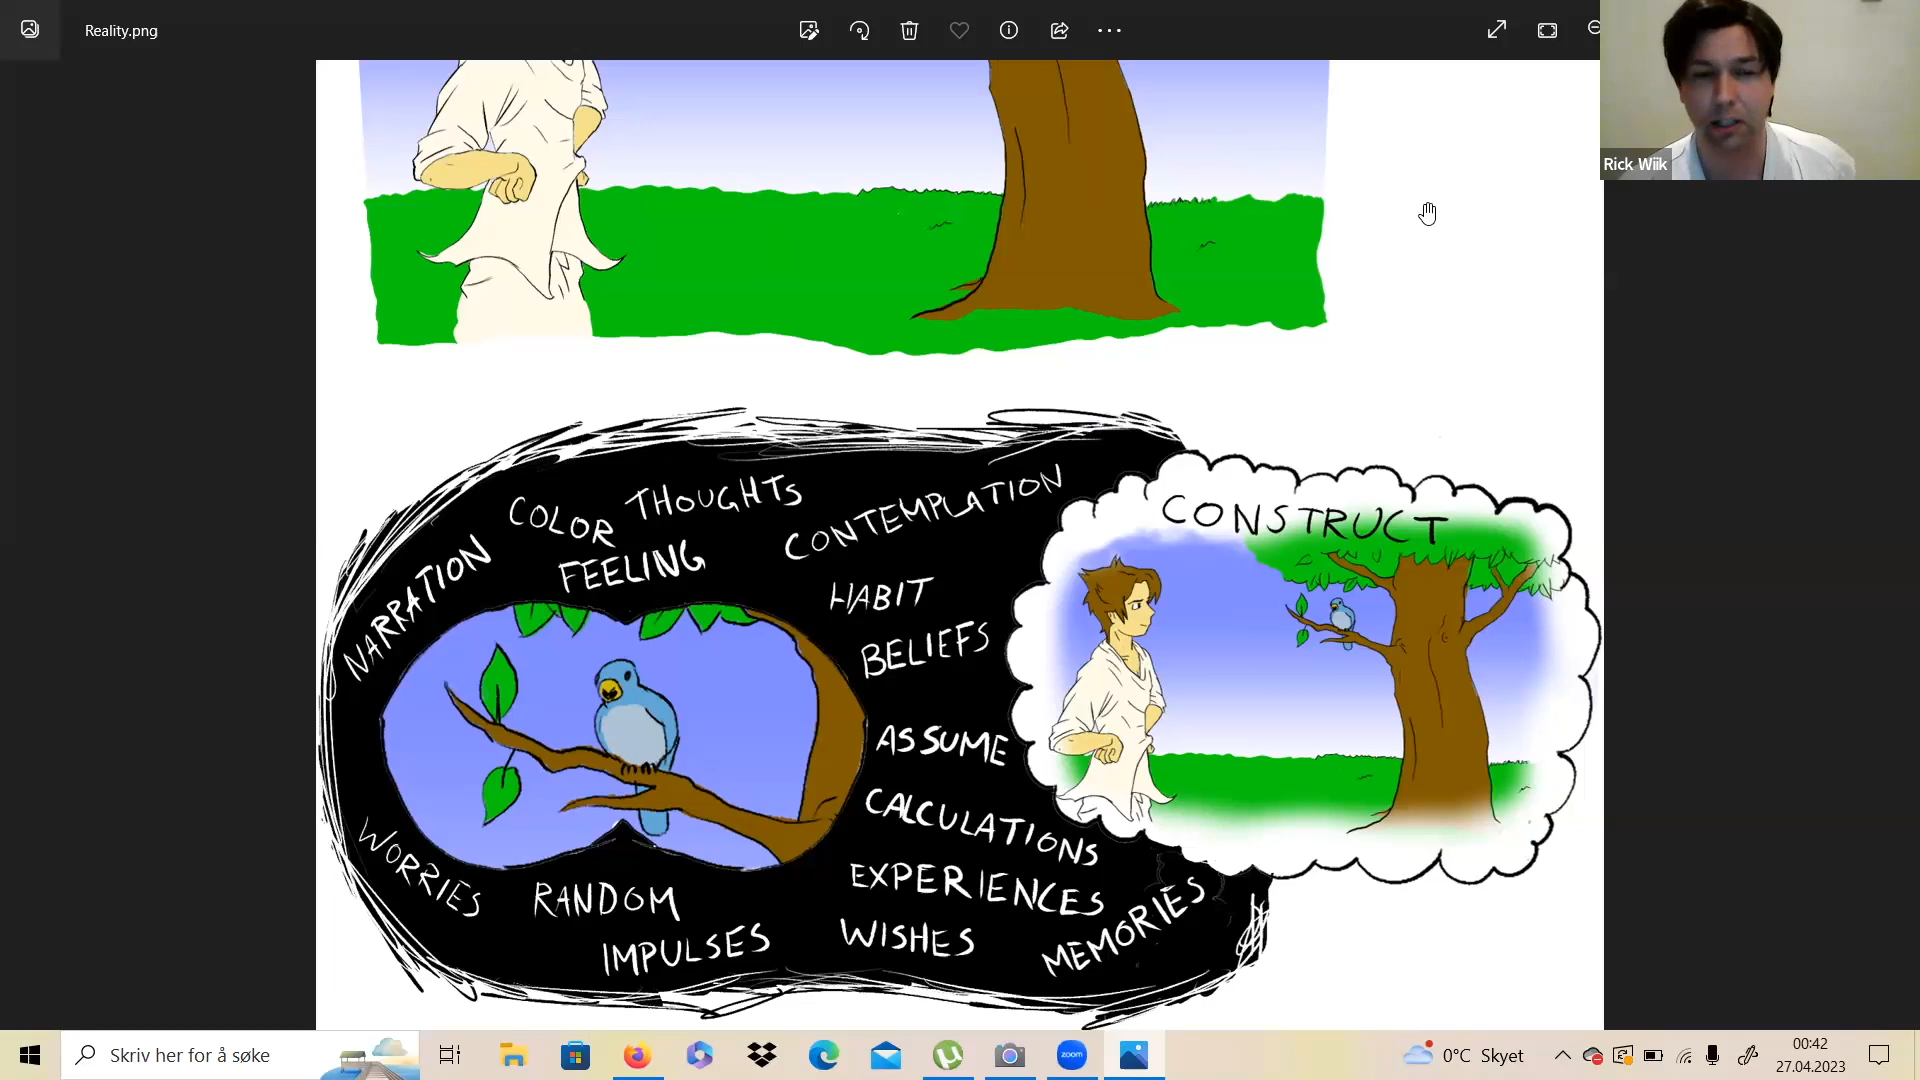 Reality.png
Rick Wiik
CONSTRUCT
THOUGHTS
CONTEMPLATION
COLOR
FEELING
NARRATION
HABIT
BELIEFS
ASSUME
CALCULATIONS
WORRIES
RANDOM
EXPERIENCES
MEMORIES
IMPULSES
WISHES
zoom
Skriv her for å søke
0°C Skyet
00:42
27.04.2023